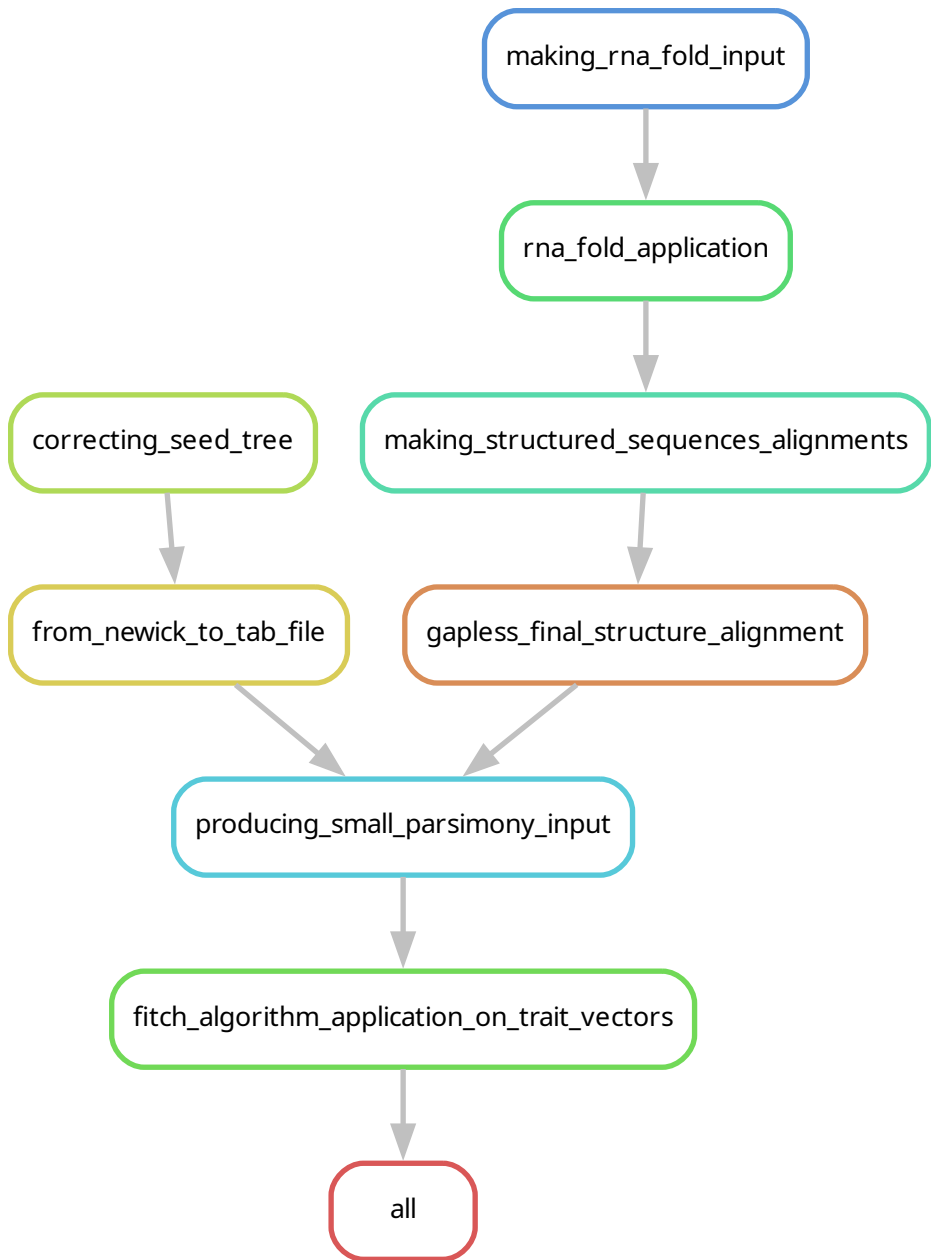 making_rna_fold_input
rna_fold_application
correcting_seed_tree
making_structured_sequences_alignments
from_newick_to_tab_file
gapless_final_structure_alignment
producing_small_parsimony_input
fitch_algorithm_application_on_trait_vectors
all